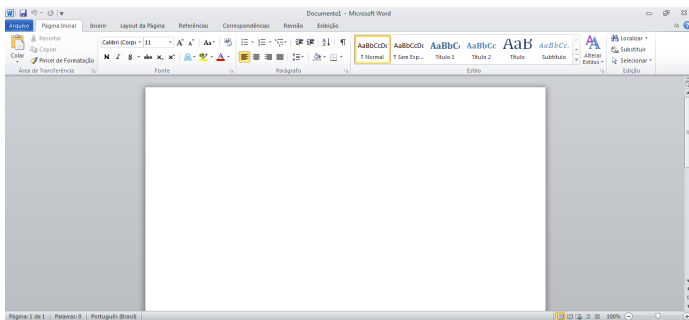 Documento1 - Microsoft Word
Arquivo Página Inicial Inserir Layout da Página Referências Correspondências Revisão Exibição
Colar
Recortar
Copiar
Pincel de Formatação
Área de Transferência
Calibri (Corpo 11
N I S abc x, x²
Fonte
Parágrafo
AaBbCcDc AaBbCcDc AaBbC AaBbCc AaB AaBbCc.
¶ Normal ¶ Sem Esp... Título 1 Título 2 Título Subtítulo
Alterar Estilos
Estilo
Localizar
Substituir
Selecionar
Edição
Página: 1 de 1 Palavras: 0 Português (Brasil) 100%